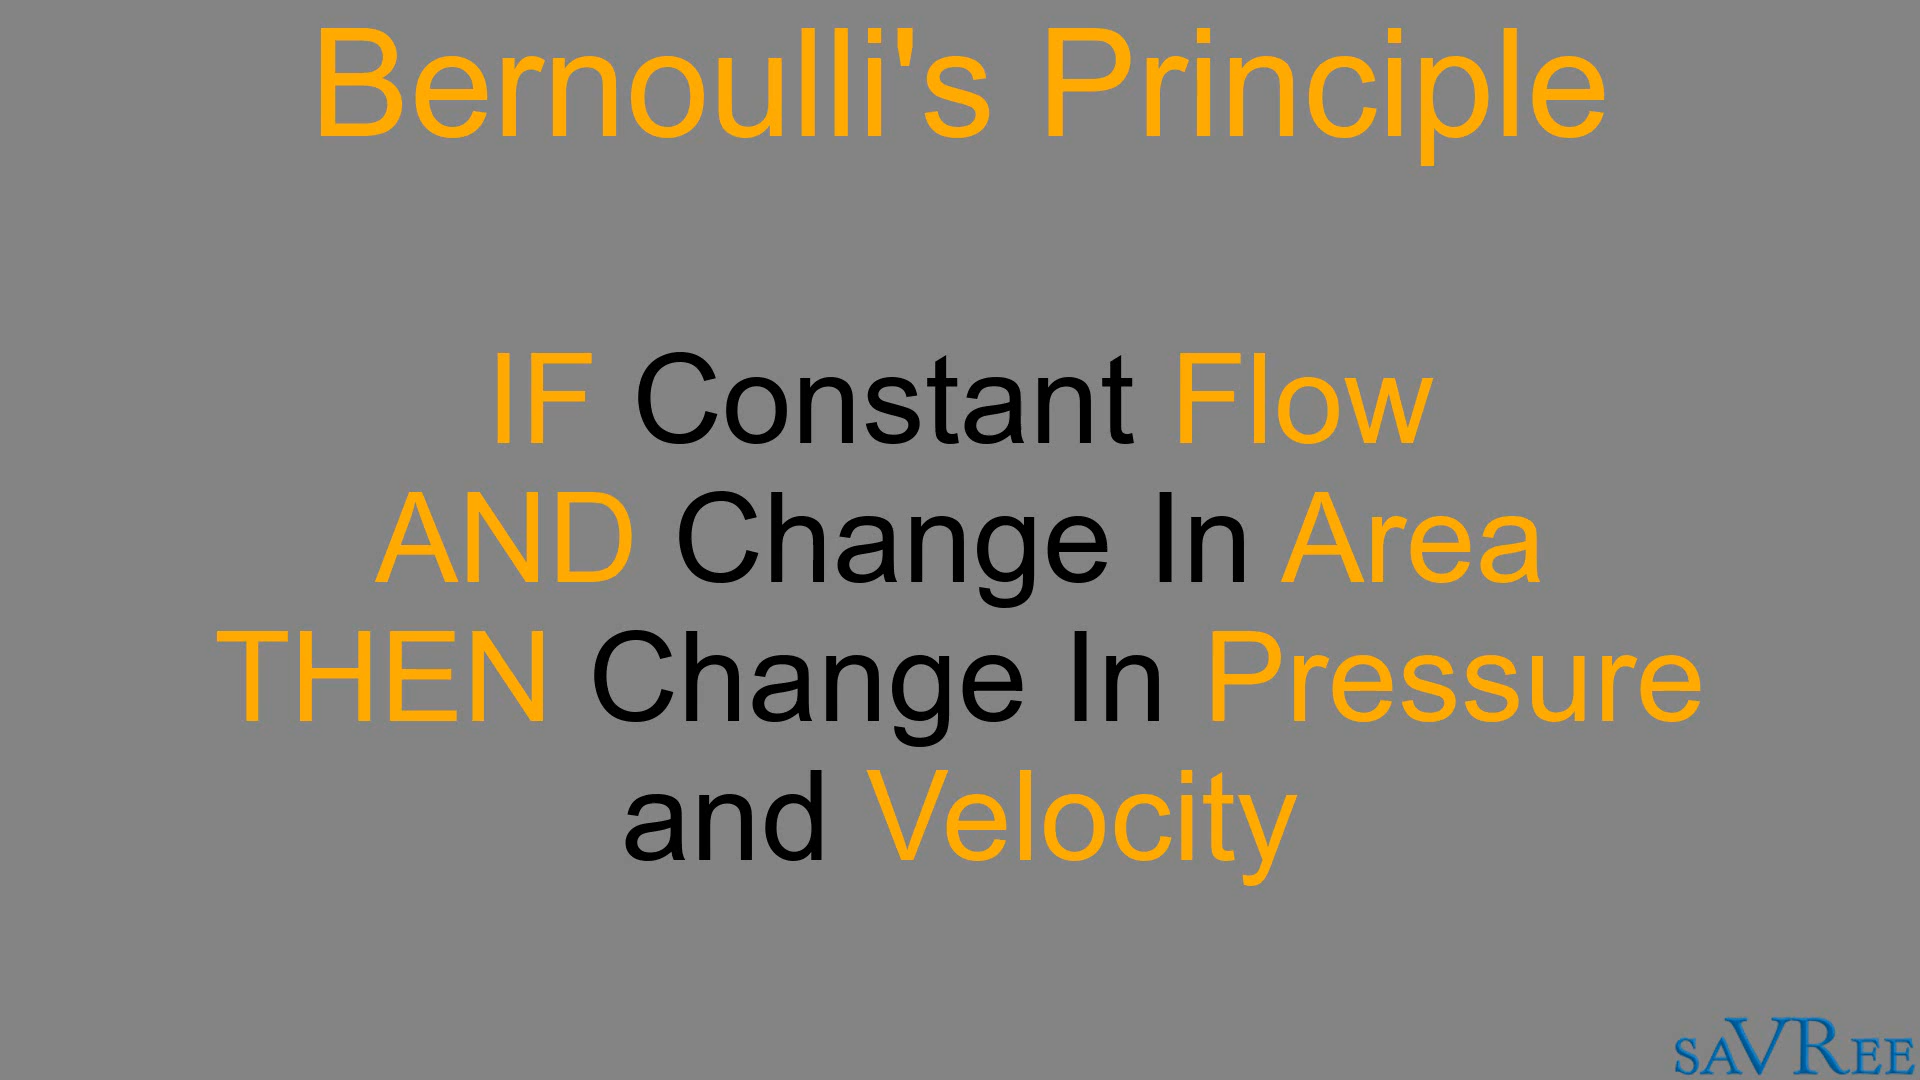 Bernoulli's Principle
IF Constant Flow
AND Change In Area
THEN Change In Pressure
and Velocity
saVRee